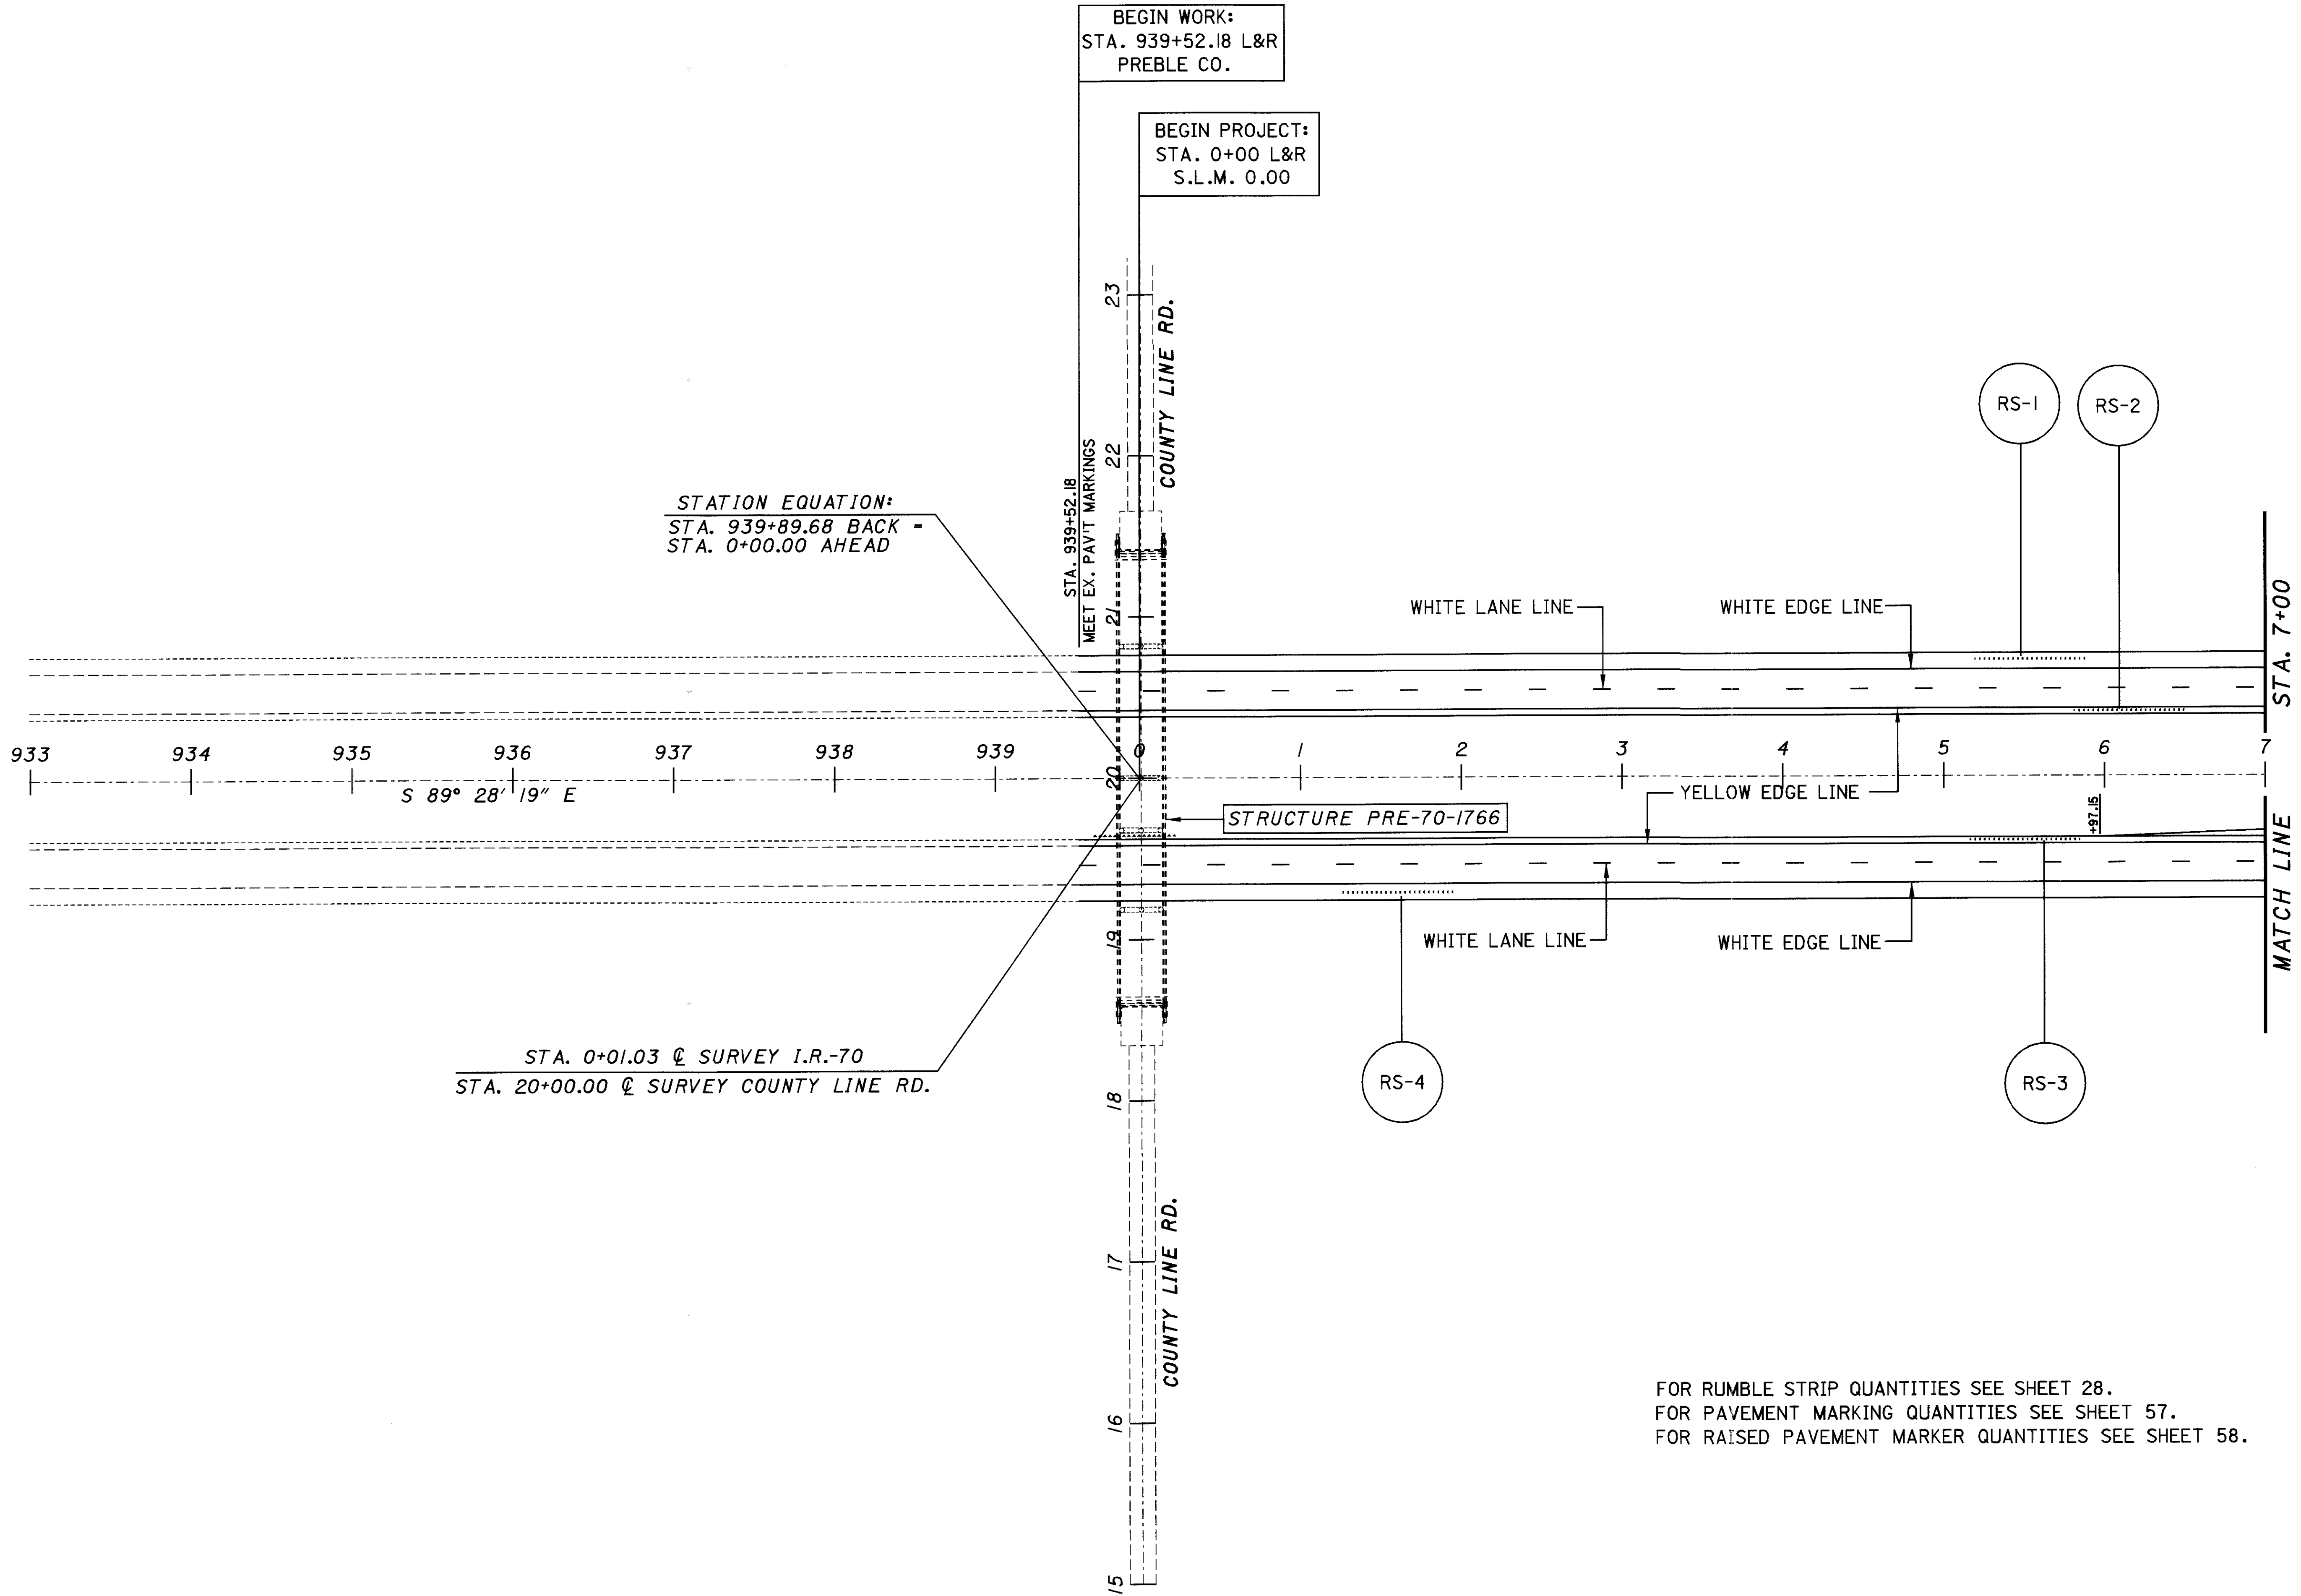 BEGIN WORK:
STA. 939+52.18 L&R
PREBLE CO.
BEGIN PROJECT:
STA. 0+00 L&R
S.L.M. 0.00
23
COUNTY LINE RD.
22
STA. 939+52.18
MEET EX. PAV'T MARKINGS
21
RS-1
RS-2
STATION EQUATION:
STA. 939+89.68 BACK =
STA. 0+00.00 AHEAD
WHITE LANE LINE
WHITE EDGE LINE
STA. 7+00
933 934 935 936 937 938 939 0 1 2 3 4 5 6 7
20
S 89° 28' 19" E
YELLOW EDGE LINE
STRUCTURE PRE-70-1766
+97.15
MATCH LINE
19
WHITE LANE LINE
WHITE EDGE LINE
STA. 0+01.03 ℄ SURVEY I.R.-70
STA. 20+00.00 ℄ SURVEY COUNTY LINE RD.
RS-4
RS-3
18
17
COUNTY LINE RD.
16
15
FOR RUMBLE STRIP QUANTITIES SEE SHEET 28.
FOR PAVEMENT MARKING QUANTITIES SEE SHEET 57.
FOR RAISED PAVEMENT MARKER QUANTITIES SEE SHEET 58.